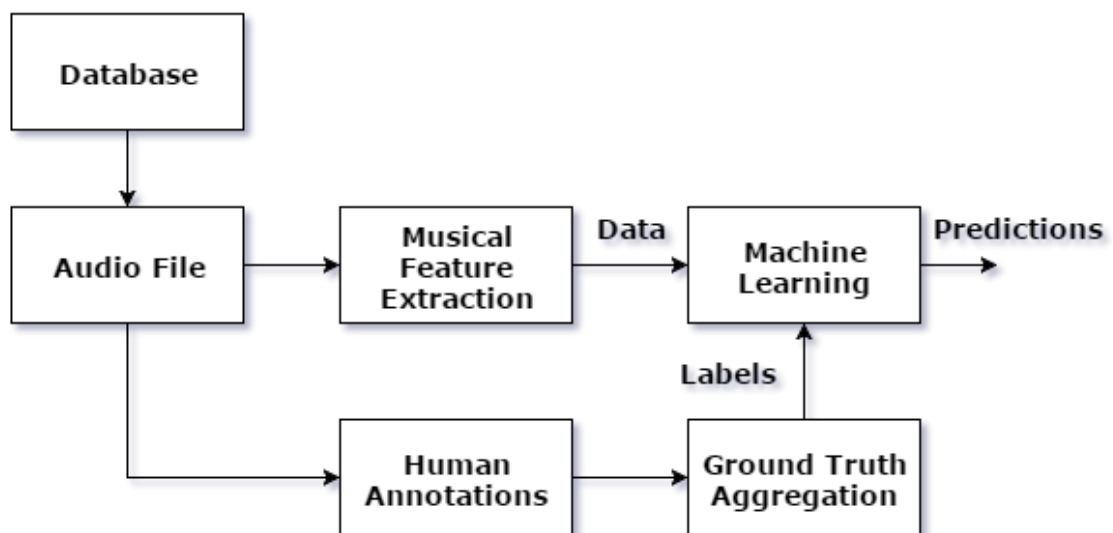 Database
Audio File
Musical
Feature
Extraction
Data
Machine
Learning
Predictions
Labels
Human
Annotations
Ground Truth
Aggregation